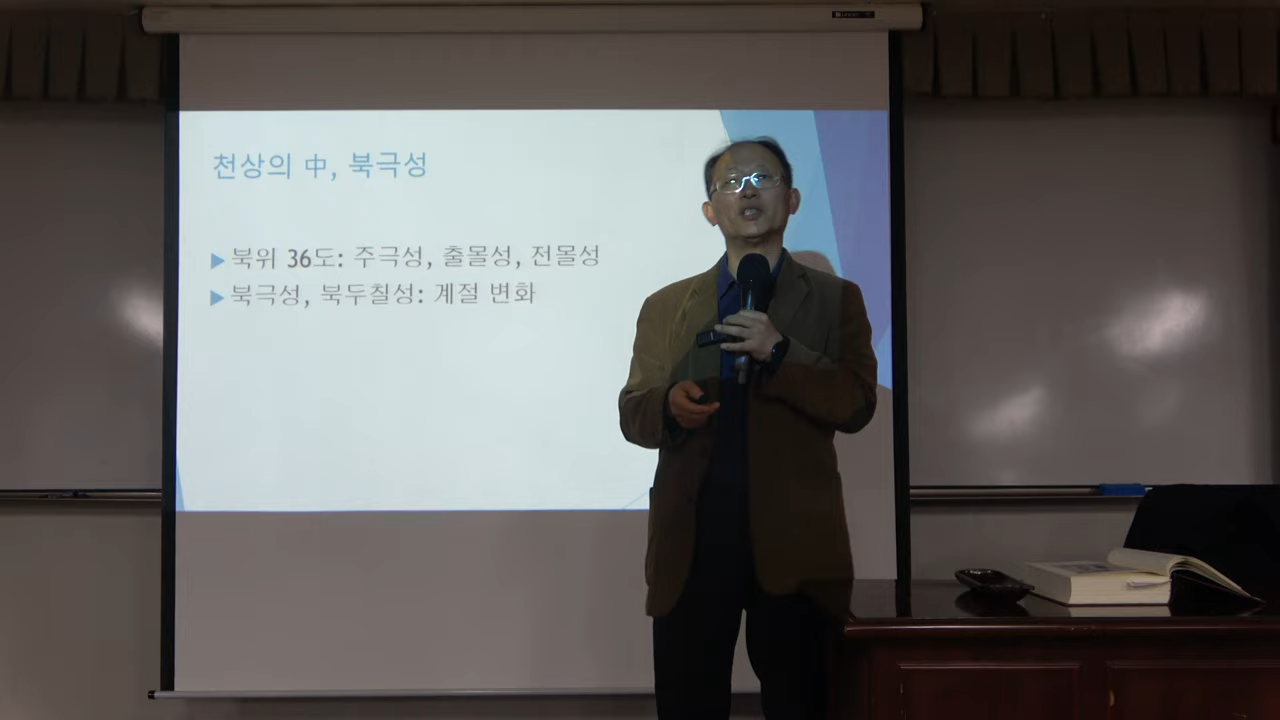 천상의 中, 북극성
북위 36도: 주극성, 출몰성, 전몰성
북극성, 북두칠성: 계절 변화